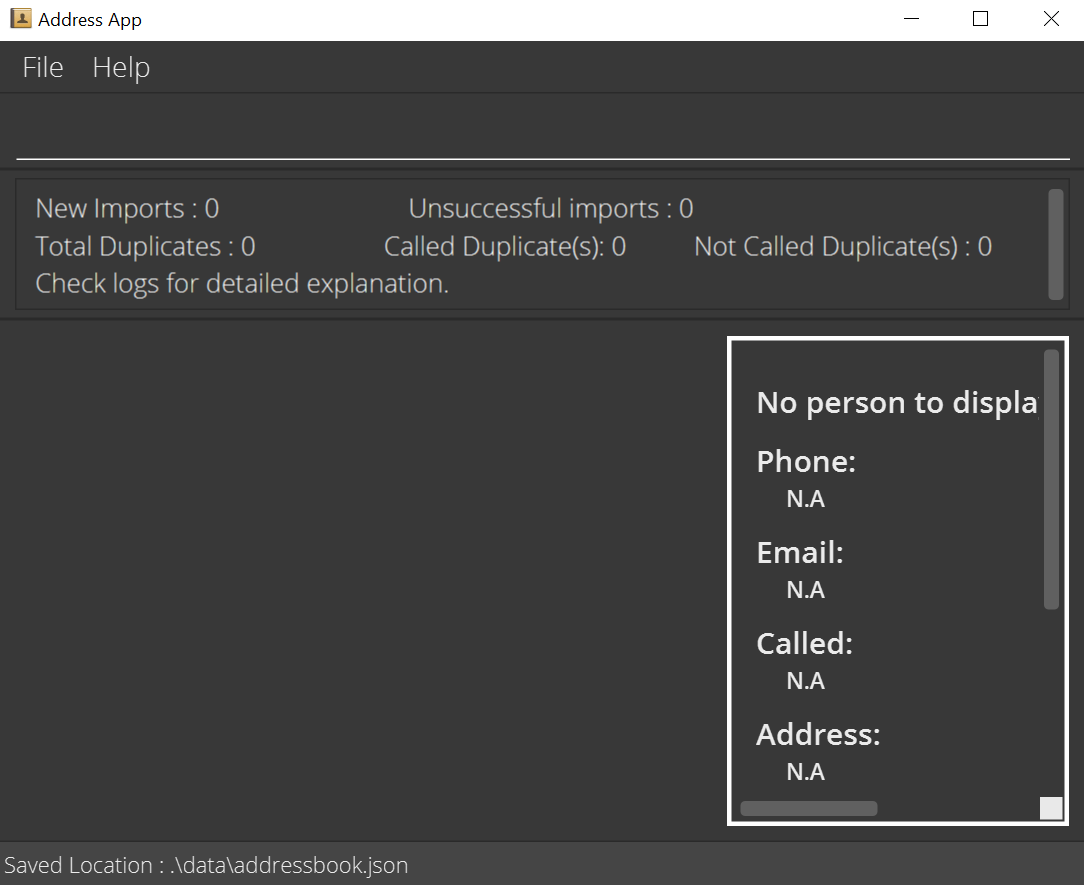 Address App
File Help
New Imports : 0 Unsuccessful imports : 0
Total Duplicates : 0 Called Duplicate(s): 0 Not Called Duplicate(s) : 0
Check logs for detailed explanation.
No person to displa
Phone:
N.A
Email:
N.A
Called:
N.A
Address:
N.A
Saved Location : .\data\addressbook.json